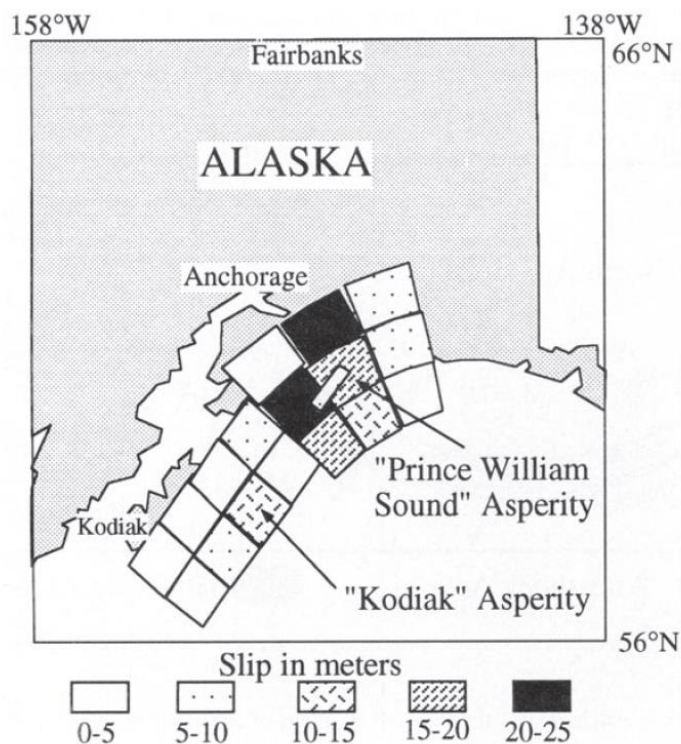 158°W 138°W
Fairbanks
66°N
ALASKA
Anchorage
"Prince William
Sound" Asperity
Kodiak
"Kodiak" Asperity
56°N
Slip in meters
0-5 5-10 10-15 15-20 20-25